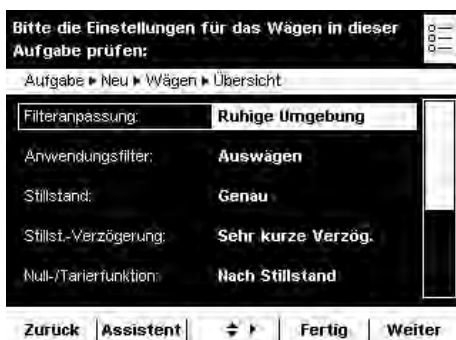 Bitte die Einstellungen für das Wägen in dieser
Aufgabe prüfen:
Aufgabe ▸ Neu ▸ Wägen ▸ Übersicht
Filteranpassung: Ruhige Umgebung
Anwendungsfilter: Auswägen
Stillstand: Genau
Stillst.-Verzögerung: Sehr kurze Verzög.
Null-/Tarierfunktion: Nach Stillstand
Zurück Assistent Fertig Weiter